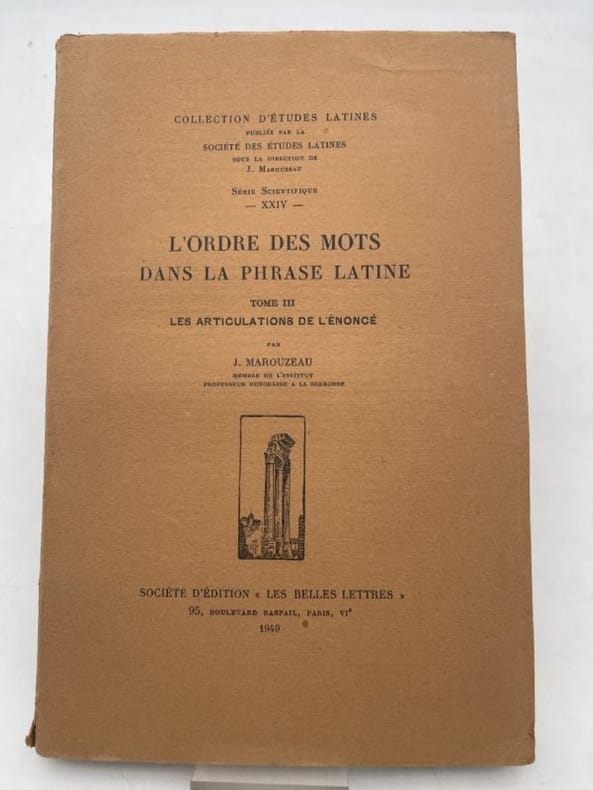 COLLECTION D'ÉTUDES LATINES
PUBLIÉE PAR LA
SOCIÉTÉ DES ÉTUDES LATINES
SOUS LA DIRECTION DE
J. MAROUZEAU
SÉRIE SCIENTIFIQUE
— XXIV —
L'ORDRE DES MOTS
DANS LA PHRASE LATINE
TOME III
LES ARTICULATIONS DE L'ÉNONCÉ
PAR
J. MAROUZEAU
MEMBRE DE L'INSTITUT
PROFESSEUR HONORAIRE A LA SORBONNE
SOCIÉTÉ D'ÉDITION « LES BELLES LETTRES »
95, BOULEVARD RASPAIL, PARIS, VIᵉ
1949